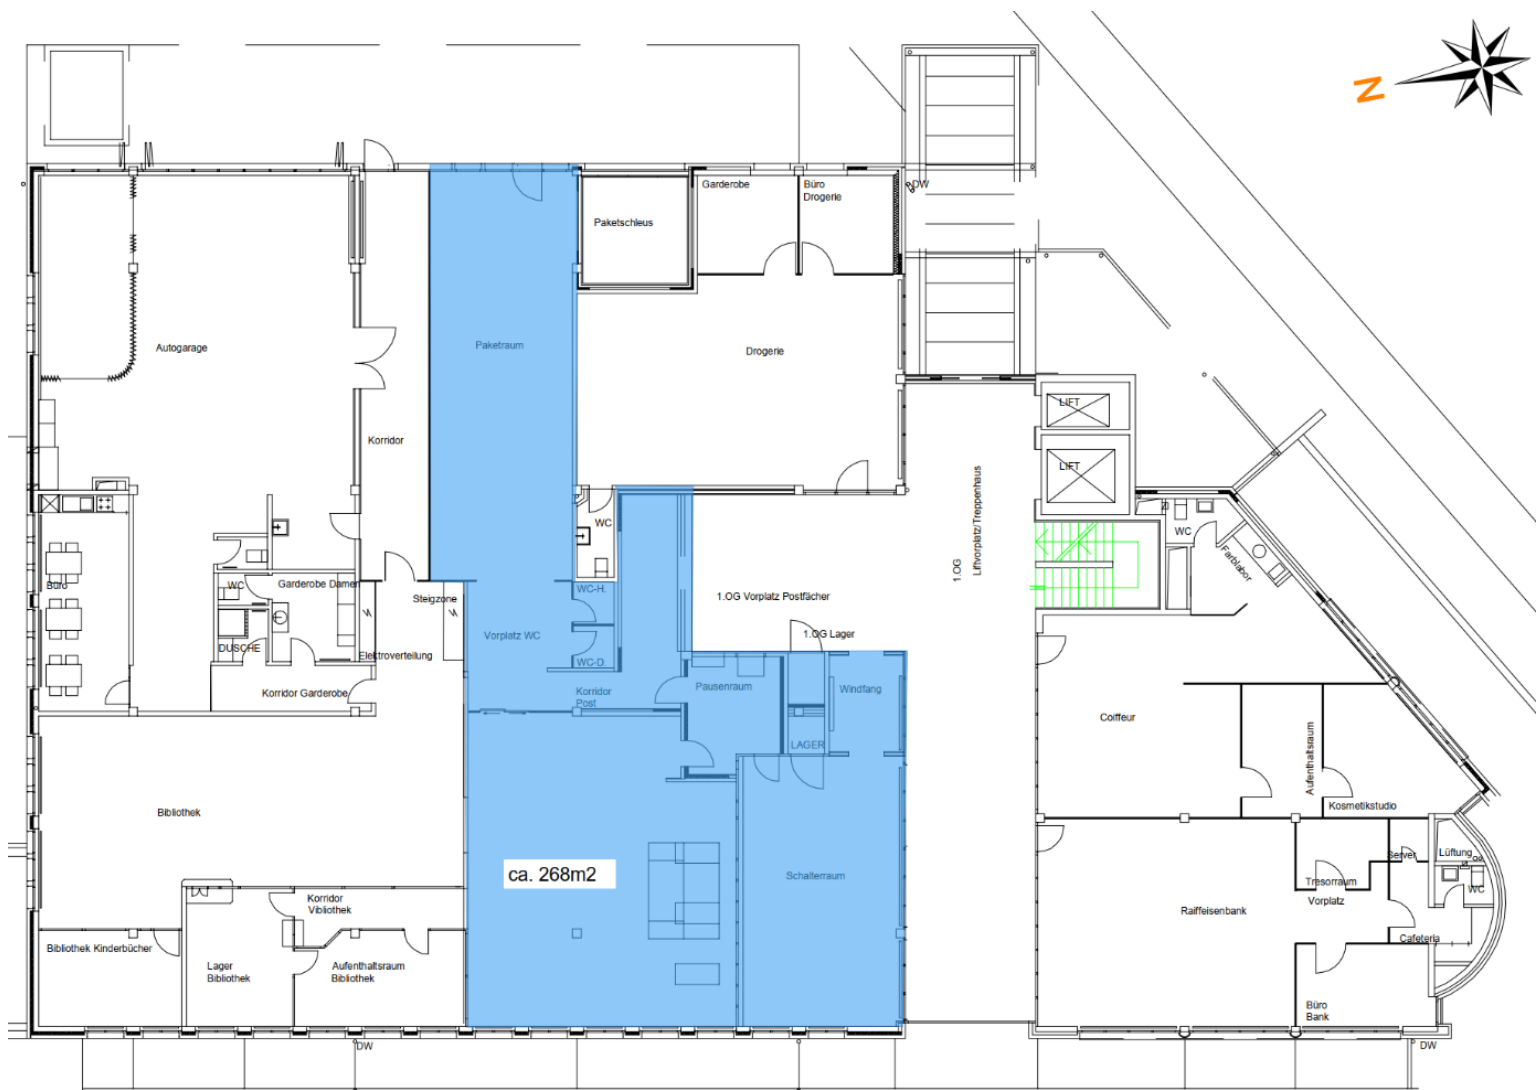 N
Garderobe
Büro
Drogerie
DW
Paketschleus
Autogarage
Paketraum
Drogerie
LIFT
Korridor
LIFT
1.OG
Liftvorplatz/Treppenhaus
WC
WC
Farblabor
Büro
WC
Garderobe Damen
Steigzone
WC-H.
1.OG Vorplatz Postfächer
Vorplatz WC
1.OG Lager
DUSCHE
Elektroverteilung
WC-D.
Korridor Garderobe
Korridor
Post
Pausenraum
Windfang
Coiffeur
LAGER
Aufenthaltsraum
Kosmetikstudio
Bibliothek
Server
Lüftung
ca. 268m2
Schalterraum
Tresorraum
Vorplatz
WC
Korridor
Vibliothek
Raiffeisenbank
Cafeteria
Bibliothek Kinderbücher
Lager
Bibliothek
Aufenthaltsraum
Bibliothek
Büro
Bank
DW
DW